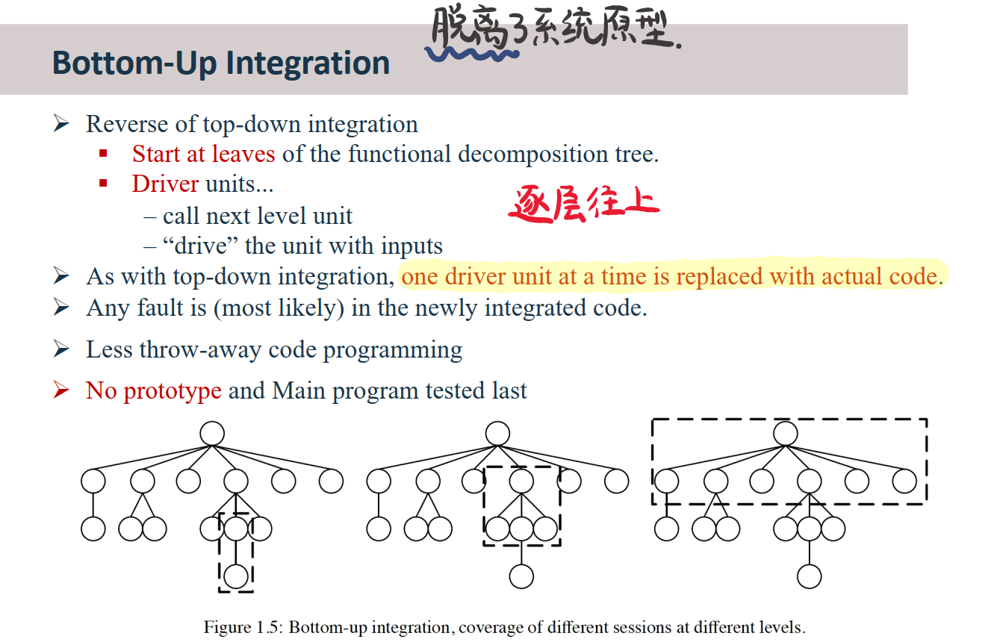 脱离了系统原型.
Bottom-Up Integration
➢ Reverse of top-down integration
▪ Start at leaves of the functional decomposition tree.
▪ Driver units...
– call next level unit
逐层往上
– “drive” the unit with inputs
➢ As with top-down integration, one driver unit at a time is replaced with actual code.
➢ Any fault is (most likely) in the newly integrated code.
➢ Less throw-away code programming
➢ No prototype and Main program tested last
Figure 1.5: Bottom-up integration, coverage of different sessions at different levels.